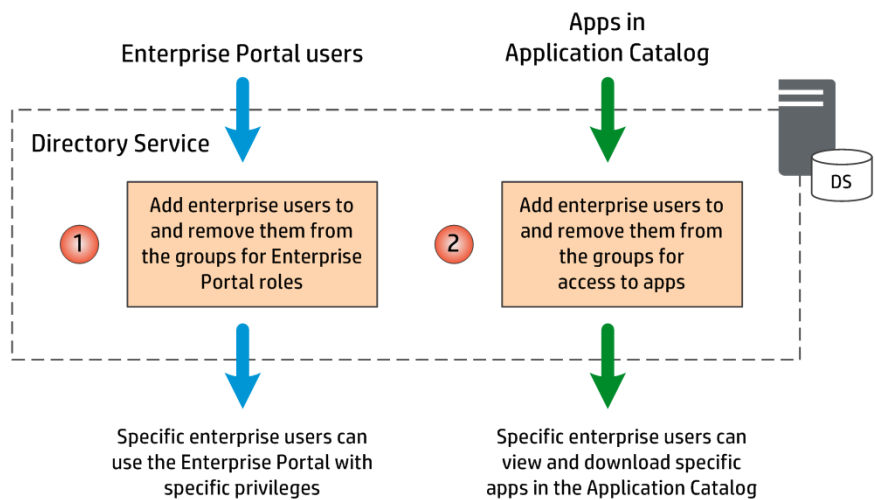 Enterprise Portal users
Apps in
Application Catalog
Directory Service
DS
1
Add enterprise users to
and remove them from
the groups for Enterprise
Portal roles
2
Add enterprise users to
and remove them from
the groups for
access to apps
Specific enterprise users can
use the Enterprise Portal with
specific privileges
Specific enterprise users can
view and download specific
apps in the Application Catalog